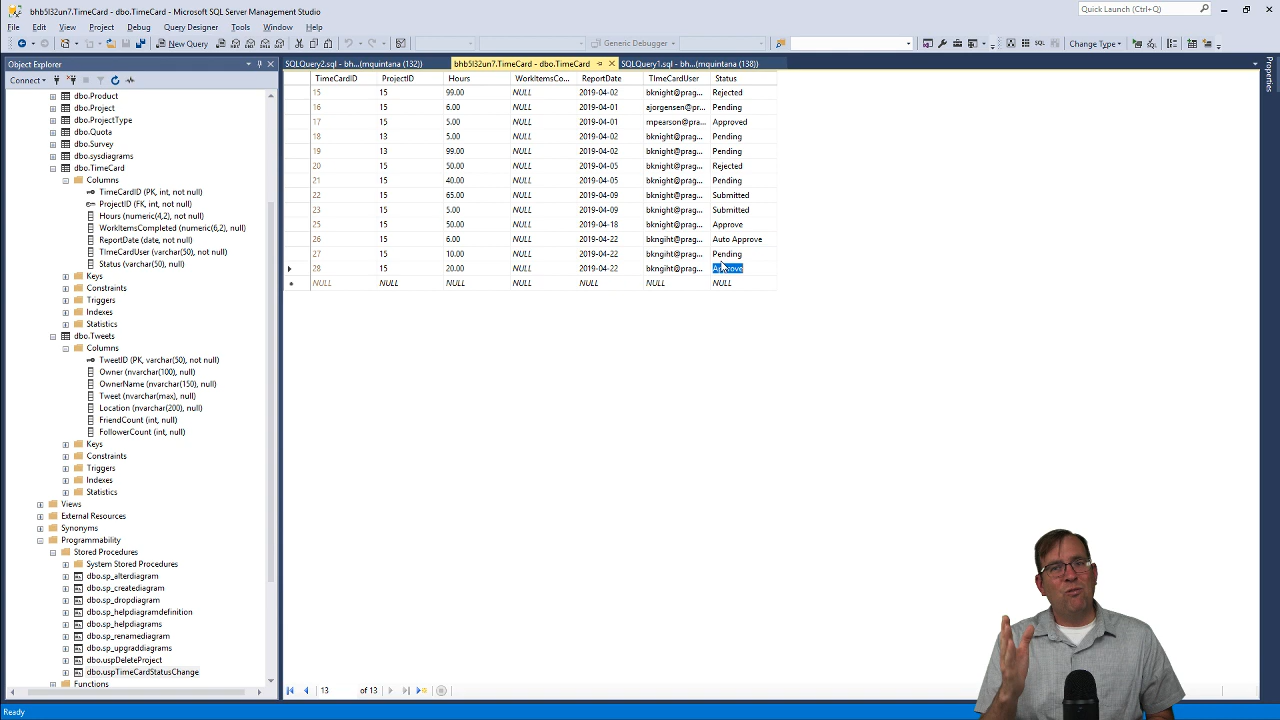 bhb5l32un7.TimeCard - dbo.TimeCard - Microsoft SQL Server Management Studio
Quick Launch (Ctrl+Q)
File Edit View Project Debug Query Designer Tools Window Help
New Query Generic Debugger Change Type
Object Explorer
SQLQuery2.sql - bh...(mquintana (132)) bhb5l32un7.TimeCard - dbo.TimeCard SQLQuery1.sql - bh...(mquintana (138))
Properties
Connect
dbo.Product
dbo.Project
dbo.ProjectType
dbo.Quota
dbo.Survey
dbo.sysdiagrams
dbo.TimeCard
Columns
TimeCardID (PK, int, not null)
ProjectID (FK, int, not null)
Hours (numeric(4,2), not null)
WorkItemsCompleted (numeric(6,2), null)
ReportDate (date, not null)
TImeCardUser (varchar(50), null)
Status (varchar(50), null)
Keys
Constraints
Triggers
Indexes
Statistics
dbo.Tweets
Columns
TweetID (PK, varchar(50), not null)
Owner (nvarchar(100), null)
OwnerName (nvarchar(150), null)
Tweet (nvarchar(max), null)
Location (nvarchar(200), null)
FriendCount (int, null)
FollowerCount (int, null)
Keys
Constraints
Triggers
Indexes
Statistics
Views
External Resources
Synonyms
Programmability
Stored Procedures
System Stored Procedures
dbo.sp_alterdiagram
dbo.sp_creatediagram
dbo.sp_dropdiagram
dbo.sp_helpdiagramdefinition
dbo.sp_helpdiagrams
dbo.sp_renamediagram
dbo.sp_upgraddiagrams
dbo.uspDeleteProject
dbo.uspTimeCardStatusChange
Functions
TimeCardID ProjectID Hours WorkItemsCo... ReportDate TImeCardUser Status
15 15 99.00 NULL 2019-04-02 bknight@prag... Rejected
16 15 6.00 NULL 2019-04-01 ajorgensen@pr... Pending
17 15 5.00 NULL 2019-04-01 mpearson@pra... Approved
18 13 5.00 NULL 2019-04-02 bknight@prag... Pending
19 13 99.00 NULL 2019-04-02 bknight@prag... Pending
20 15 50.00 NULL 2019-04-05 bknight@prag... Rejected
21 15 40.00 NULL 2019-04-05 bknight@prag... Pending
22 15 65.00 NULL 2019-04-09 bknight@prag... Submitted
23 15 5.00 NULL 2019-04-09 bknight@prag... Submitted
25 15 50.00 NULL 2019-04-18 bknight@prag... Approve
26 15 6.00 NULL 2019-04-22 bkngiht@prag... Auto Approve
27 15 10.00 NULL 2019-04-22 bkngiht@prag... Pending
28 15 20.00 NULL 2019-04-22 bkngiht@prag... Approve
NULL NULL NULL NULL NULL NULL NULL
13 of 13
Ready